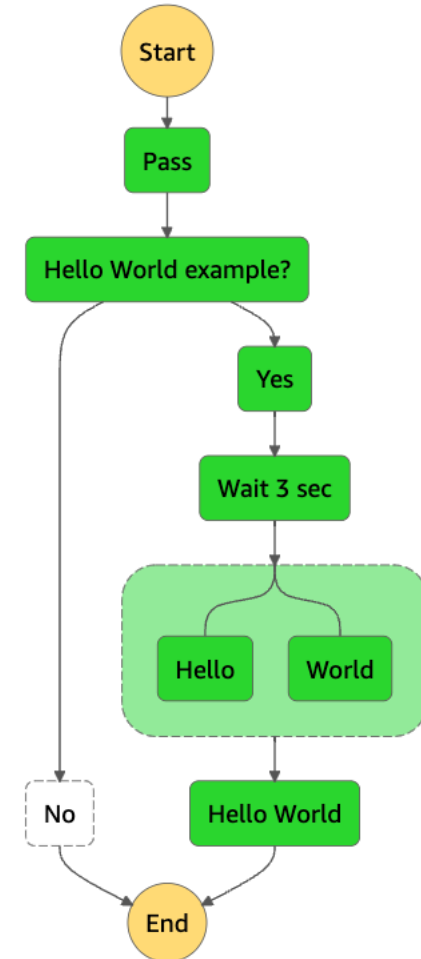 Start
Pass
Hello World example?
Yes
Wait 3 sec
Hello
World
No
Hello World
End